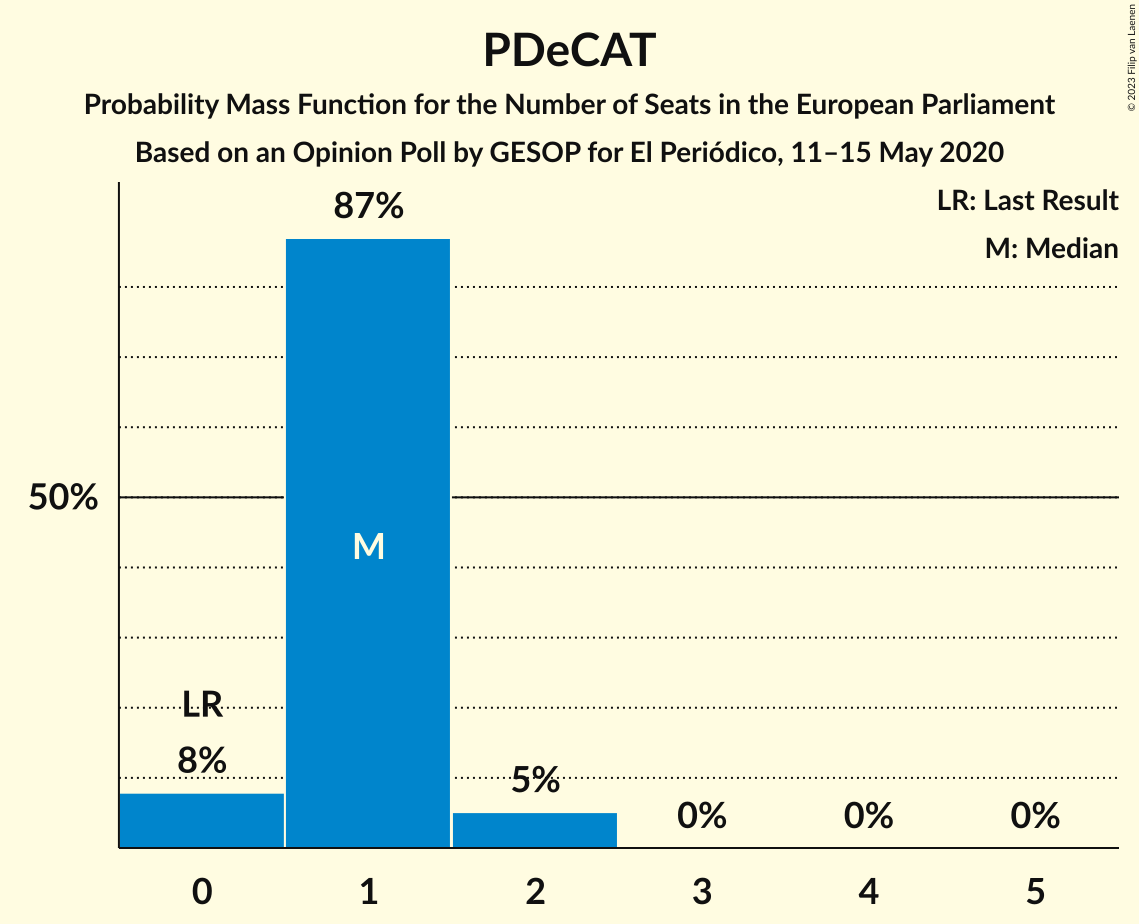 PDeCAT
Probability Mass Function for the Number of Seats in the European Parliament
Based on an Opinion Poll by GESOP for El Periódico, 11–15 May 2020
© 2023 Filip van Laenen
LR: Last Result
M: Median
87%
50%
M
LR
8%
5%
0%
0%
0%
0
1
2
3
4
5